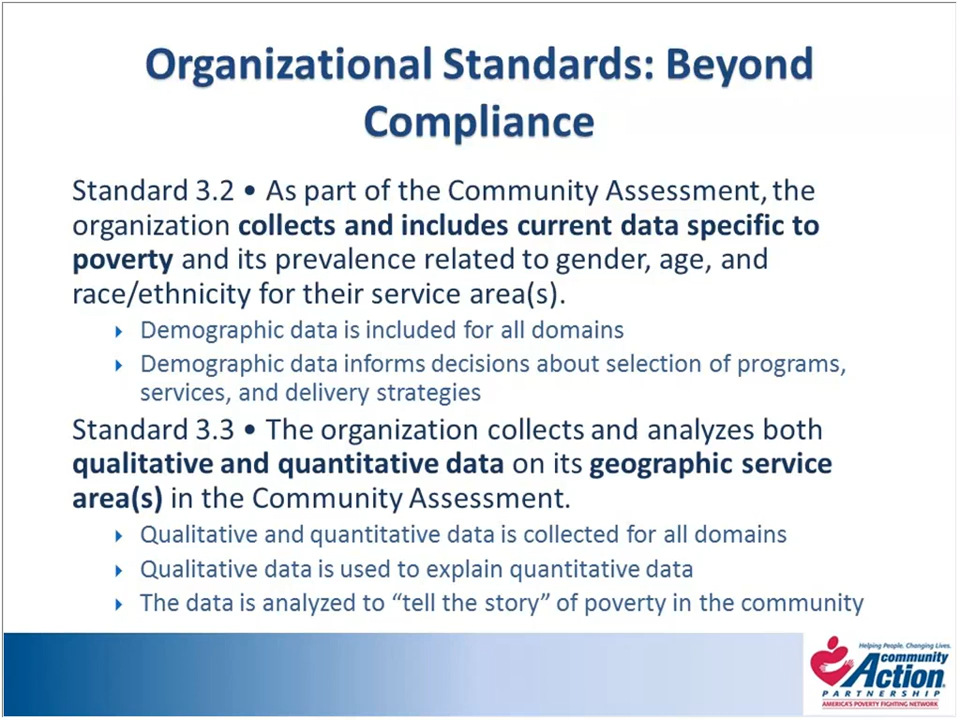 Organizational Standards: Beyond
Compliance
Standard 3.2 • As part of the Community Assessment, the
organization collects and includes current data specific to
poverty and its prevalence related to gender, age, and
race/ethnicity for their service area(s).
Demographic data is included for all domains
Demographic data informs decisions about selection of programs,
services, and delivery strategies
Standard 3.3 • The organization collects and analyzes both
qualitative and quantitative data on its geographic service
area(s) in the Community Assessment.
Qualitative and quantitative data is collected for all domains
Qualitative data is used to explain quantitative data
The data is analyzed to “tell the story” of poverty in the community
Helping People. Changing Lives.
community
Action
PARTNERSHIP
AMERICA'S POVERTY FIGHTING NETWORK